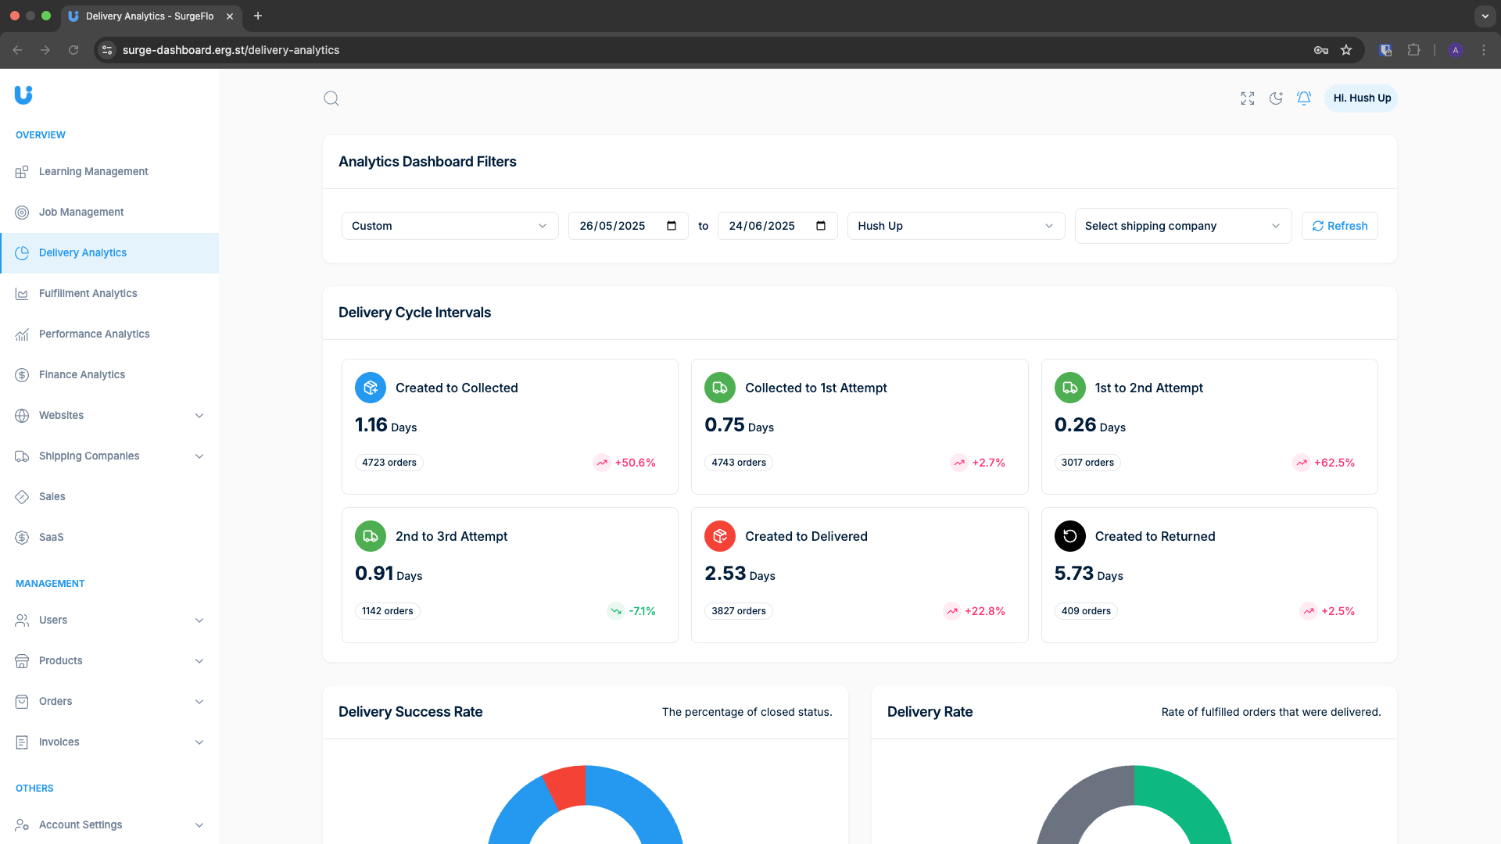 Delivery Analytics - SurgeFlo
surge-dashboard.erg.st/delivery-analytics
A
Hi. Hush Up
OVERVIEW
Learning Management
Job Management
Delivery Analytics
Fulfillment Analytics
Performance Analytics
Finance Analytics
Websites
Shipping Companies
Sales
SaaS
MANAGEMENT
Users
Products
Orders
Invoices
OTHERS
Account Settings
Analytics Dashboard Filters
Custom
26/05/2025
to
24/06/2025
Hush Up
Select shipping company
Refresh
Delivery Cycle Intervals
Created to Collected
1.16 Days
4723 orders
+50.6%
Collected to 1st Attempt
0.75 Days
4743 orders
+2.7%
1st to 2nd Attempt
0.26 Days
3017 orders
+62.5%
2nd to 3rd Attempt
0.91 Days
1142 orders
-7.1%
Created to Delivered
2.53 Days
3827 orders
+22.8%
Created to Returned
5.73 Days
409 orders
+2.5%
Delivery Success Rate
The percentage of closed status.
Delivery Rate
Rate of fulfilled orders that were delivered.